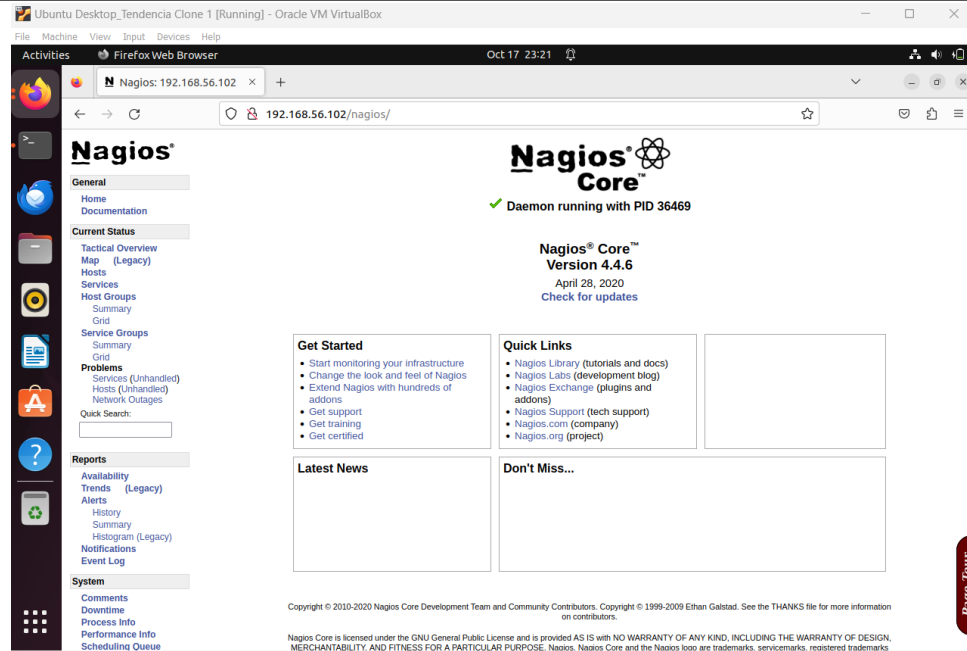 Ubuntu Desktop_Tendencia Clone 1 [Running] - Oracle VM VirtualBox
File Machine View Input Devices Help
Activities Firefox Web Browser Oct 17 23:21
N Nagios: 192.168.56.102 × +
192.168.56.102/nagios/
Nagios®
General
Home
Documentation
Current Status
Tactical Overview
Map (Legacy)
Hosts
Services
Host Groups
Summary
Grid
Service Groups
Summary
Grid
Problems
Services (Unhandled)
Hosts (Unhandled)
Network Outages
Quick Search:
Reports
Availability
Trends (Legacy)
Alerts
History
Summary
Histogram (Legacy)
Notifications
Event Log
System
Comments
Downtime
Process Info
Performance Info
Scheduling Queue
Nagios®
Core™
Daemon running with PID 36469
Nagios® Core™
Version 4.4.6
April 28, 2020
Check for updates
Get Started
• Start monitoring your infrastructure
• Change the look and feel of Nagios
• Extend Nagios with hundreds of
addons
• Get support
• Get training
• Get certified
Quick Links
• Nagios Library (tutorials and docs)
• Nagios Labs (development blog)
• Nagios Exchange (plugins and
addons)
• Nagios Support (tech support)
• Nagios.com (company)
• Nagios.org (project)
Latest News
Don't Miss...
Copyright © 2010-2020 Nagios Core Development Team and Community Contributors. Copyright © 1999-2009 Ethan Galstad. See the THANKS file for more information
on contributors.
Nagios Core is licensed under the GNU General Public License and is provided AS IS with NO WARRANTY OF ANY KIND, INCLUDING THE WARRANTY OF DESIGN,
MERCHANTABILITY, AND FITNESS FOR A PARTICULAR PURPOSE. Nagios, Nagios Core and the Nagios logo are trademarks, servicemarks, registered trademarks
Page Tour